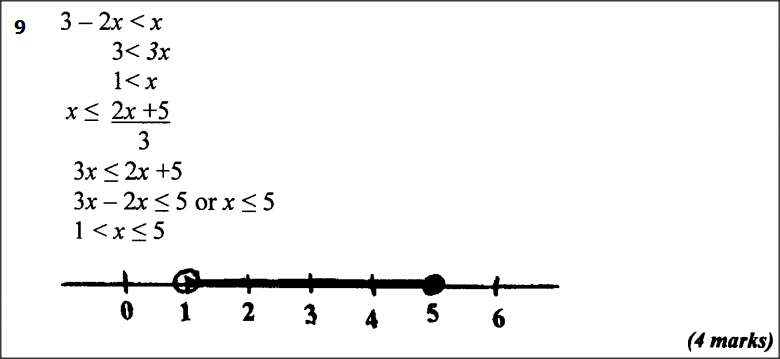 9 3 – 2x < x
3 < 3x
1 < x
x ≤ 2x +5
3
3x ≤ 2x +5
3x – 2x ≤ 5 or x ≤ 5
1 < x ≤ 5
0 1 2 3 4 5 6
(4 marks)